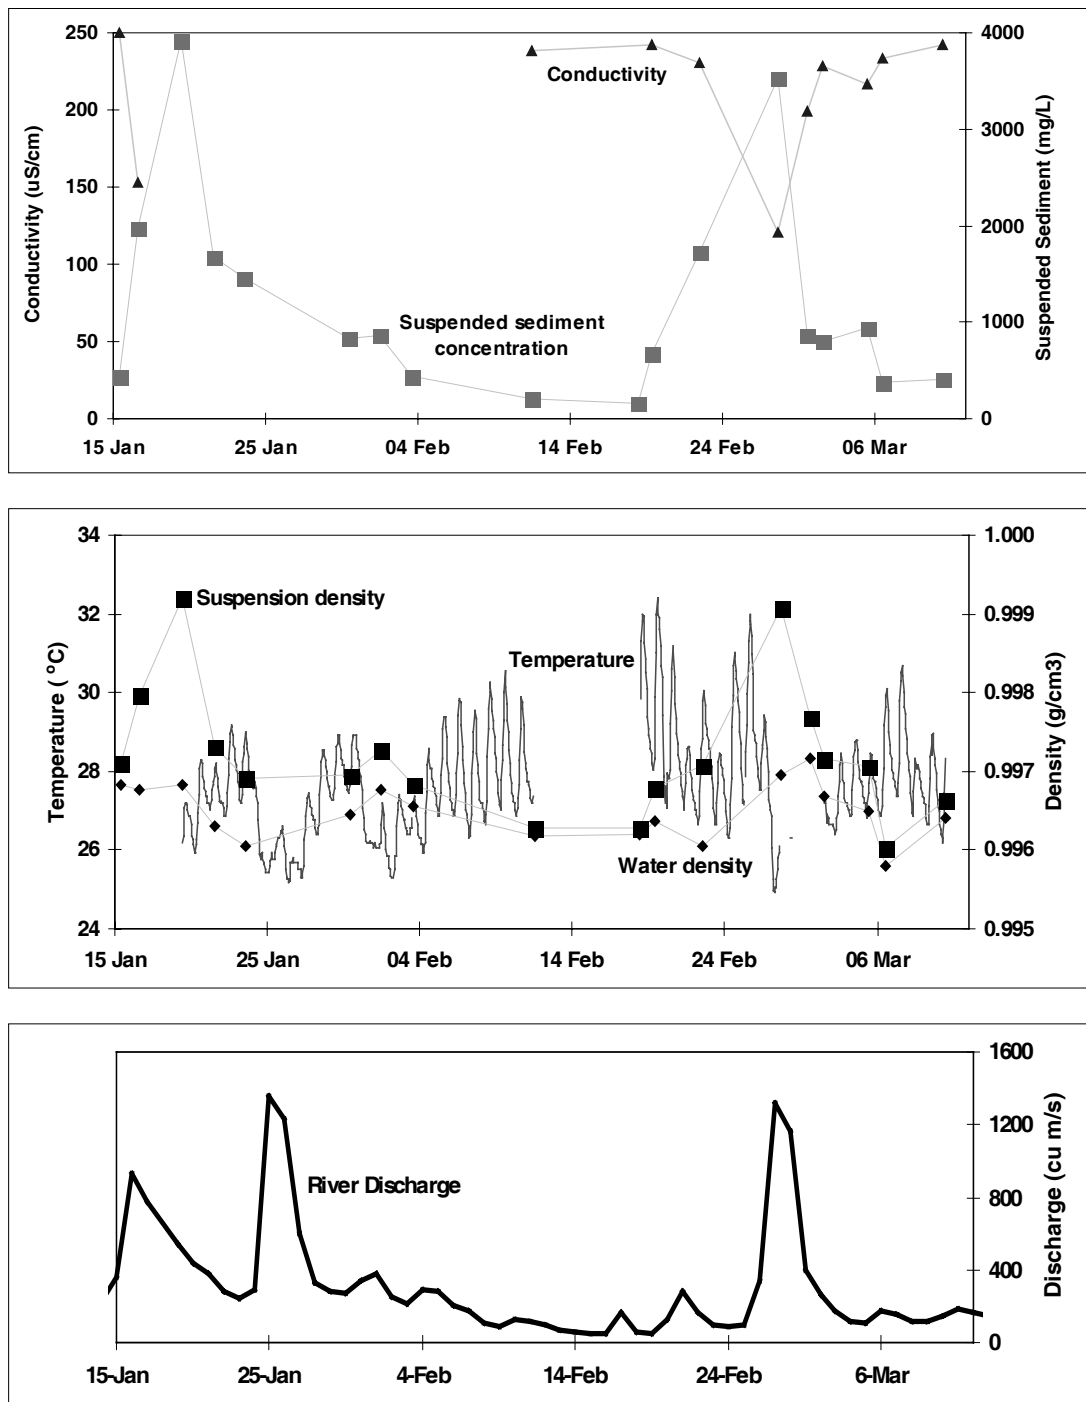 250
200
150
100
50
0
Conductivity (uS/cm)
4000
3000
2000
1000
0
Suspended Sediment (mg/L)
Conductivity
Suspended sediment
concentration
15 Jan 25 Jan 04 Feb 14 Feb 24 Feb 06 Mar
34
32
30
28
26
24
Temperature ( °C)
1.000
0.999
0.998
0.997
0.996
0.995
Density (g/cm3)
Suspension density
Temperature
Water density
15 Jan 25 Jan 04 Feb 14 Feb 24 Feb 06 Mar
1600
1200
800
400
0
Discharge (cu m/s)
River Discharge
15-Jan 25-Jan 4-Feb 14-Feb 24-Feb 6-Mar